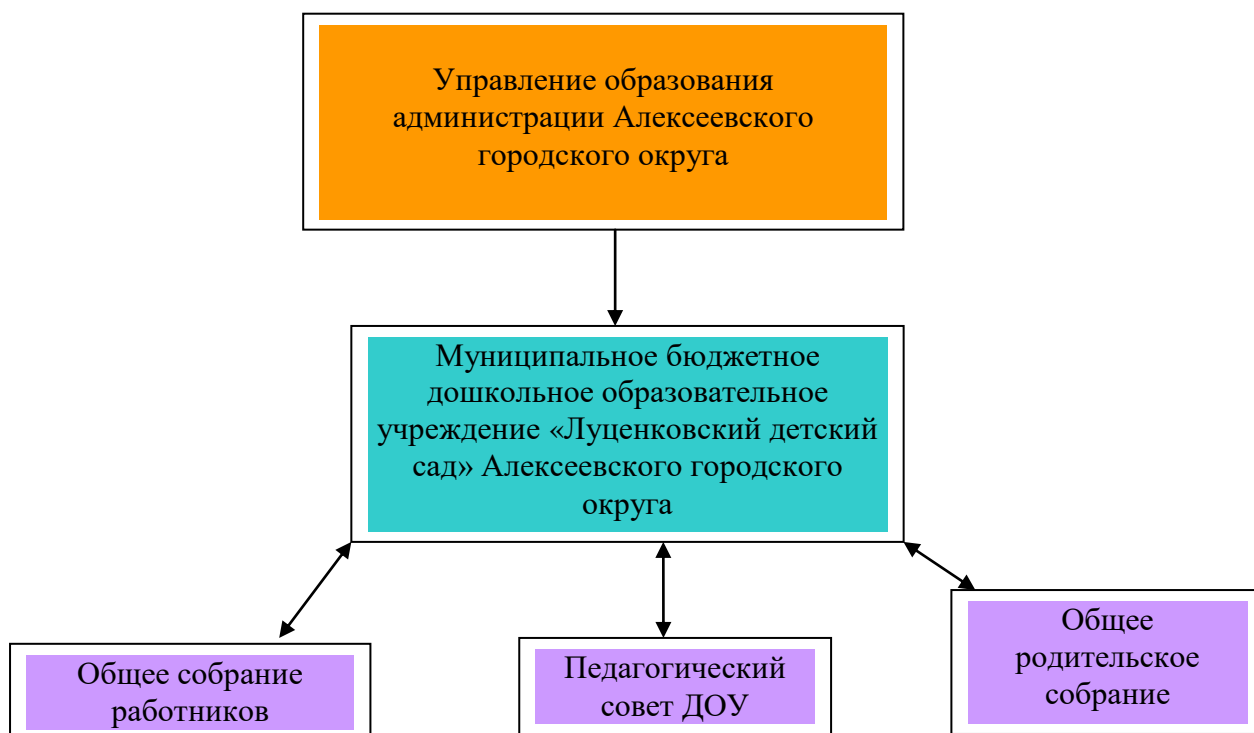 Управление образования
администрации Алексеевского
городского округа
Муниципальное бюджетное
дошкольное образовательное
учреждение «Луценковский детский
сад» Алексеевского городского
округа
Общее собрание
работников
Педагогический
совет ДОУ
Общее
родительское
собрание